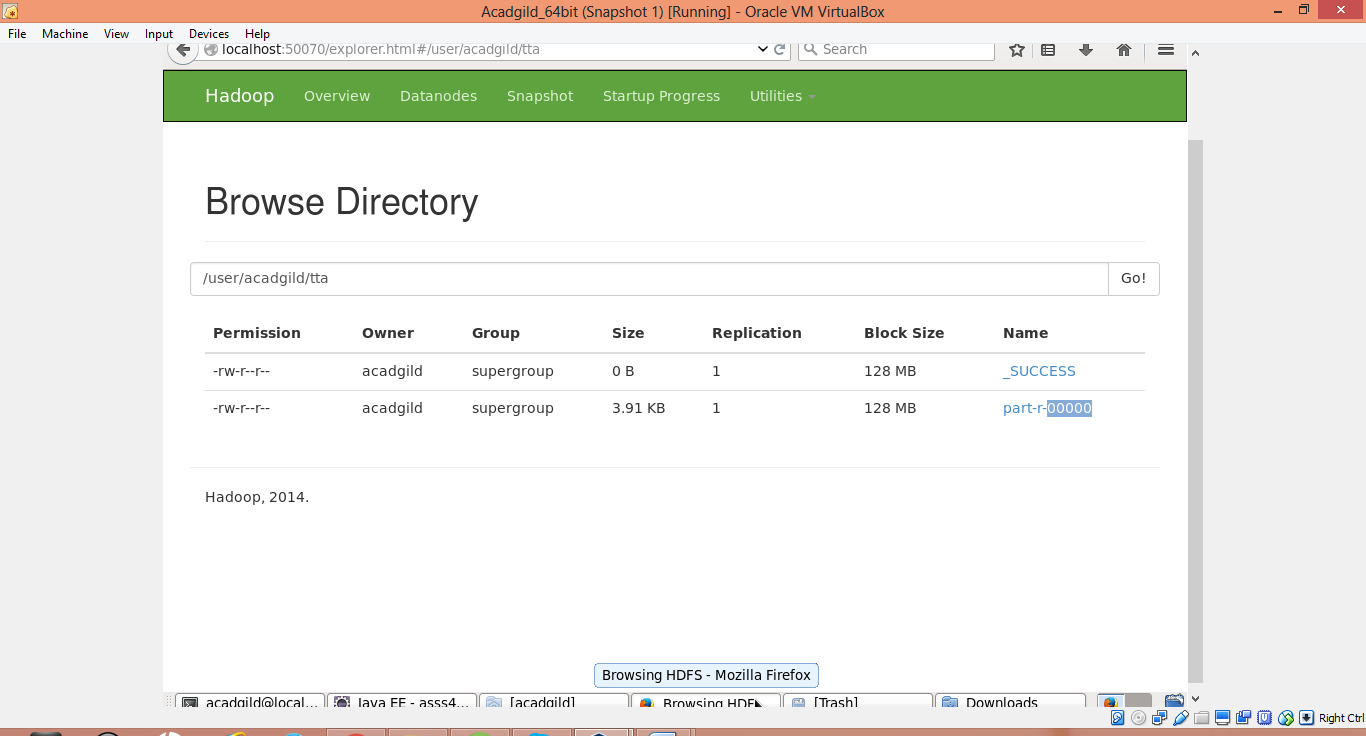 Acadgild_64bit (Snapshot 1) [Running] - Oracle VM VirtualBox
File Machine View Input Devices Help
localhost:50070/explorer.html#/user/acadgild/tta Search
Hadoop Overview Datanodes Snapshot Startup Progress Utilities
Browse Directory
/user/acadgild/tta Go!
Permission Owner Group Size Replication Block Size Name
-rw-r--r-- acadgild supergroup 0 B 1 128 MB _SUCCESS
-rw-r--r-- acadgild supergroup 3.91 KB 1 128 MB part-r-00000
Hadoop, 2014.
Browsing HDFS - Mozilla Firefox
acadgild@local... Java EE - asss4... [acadgild] Browsing HDF [Trash] Downloads
Right Ctrl